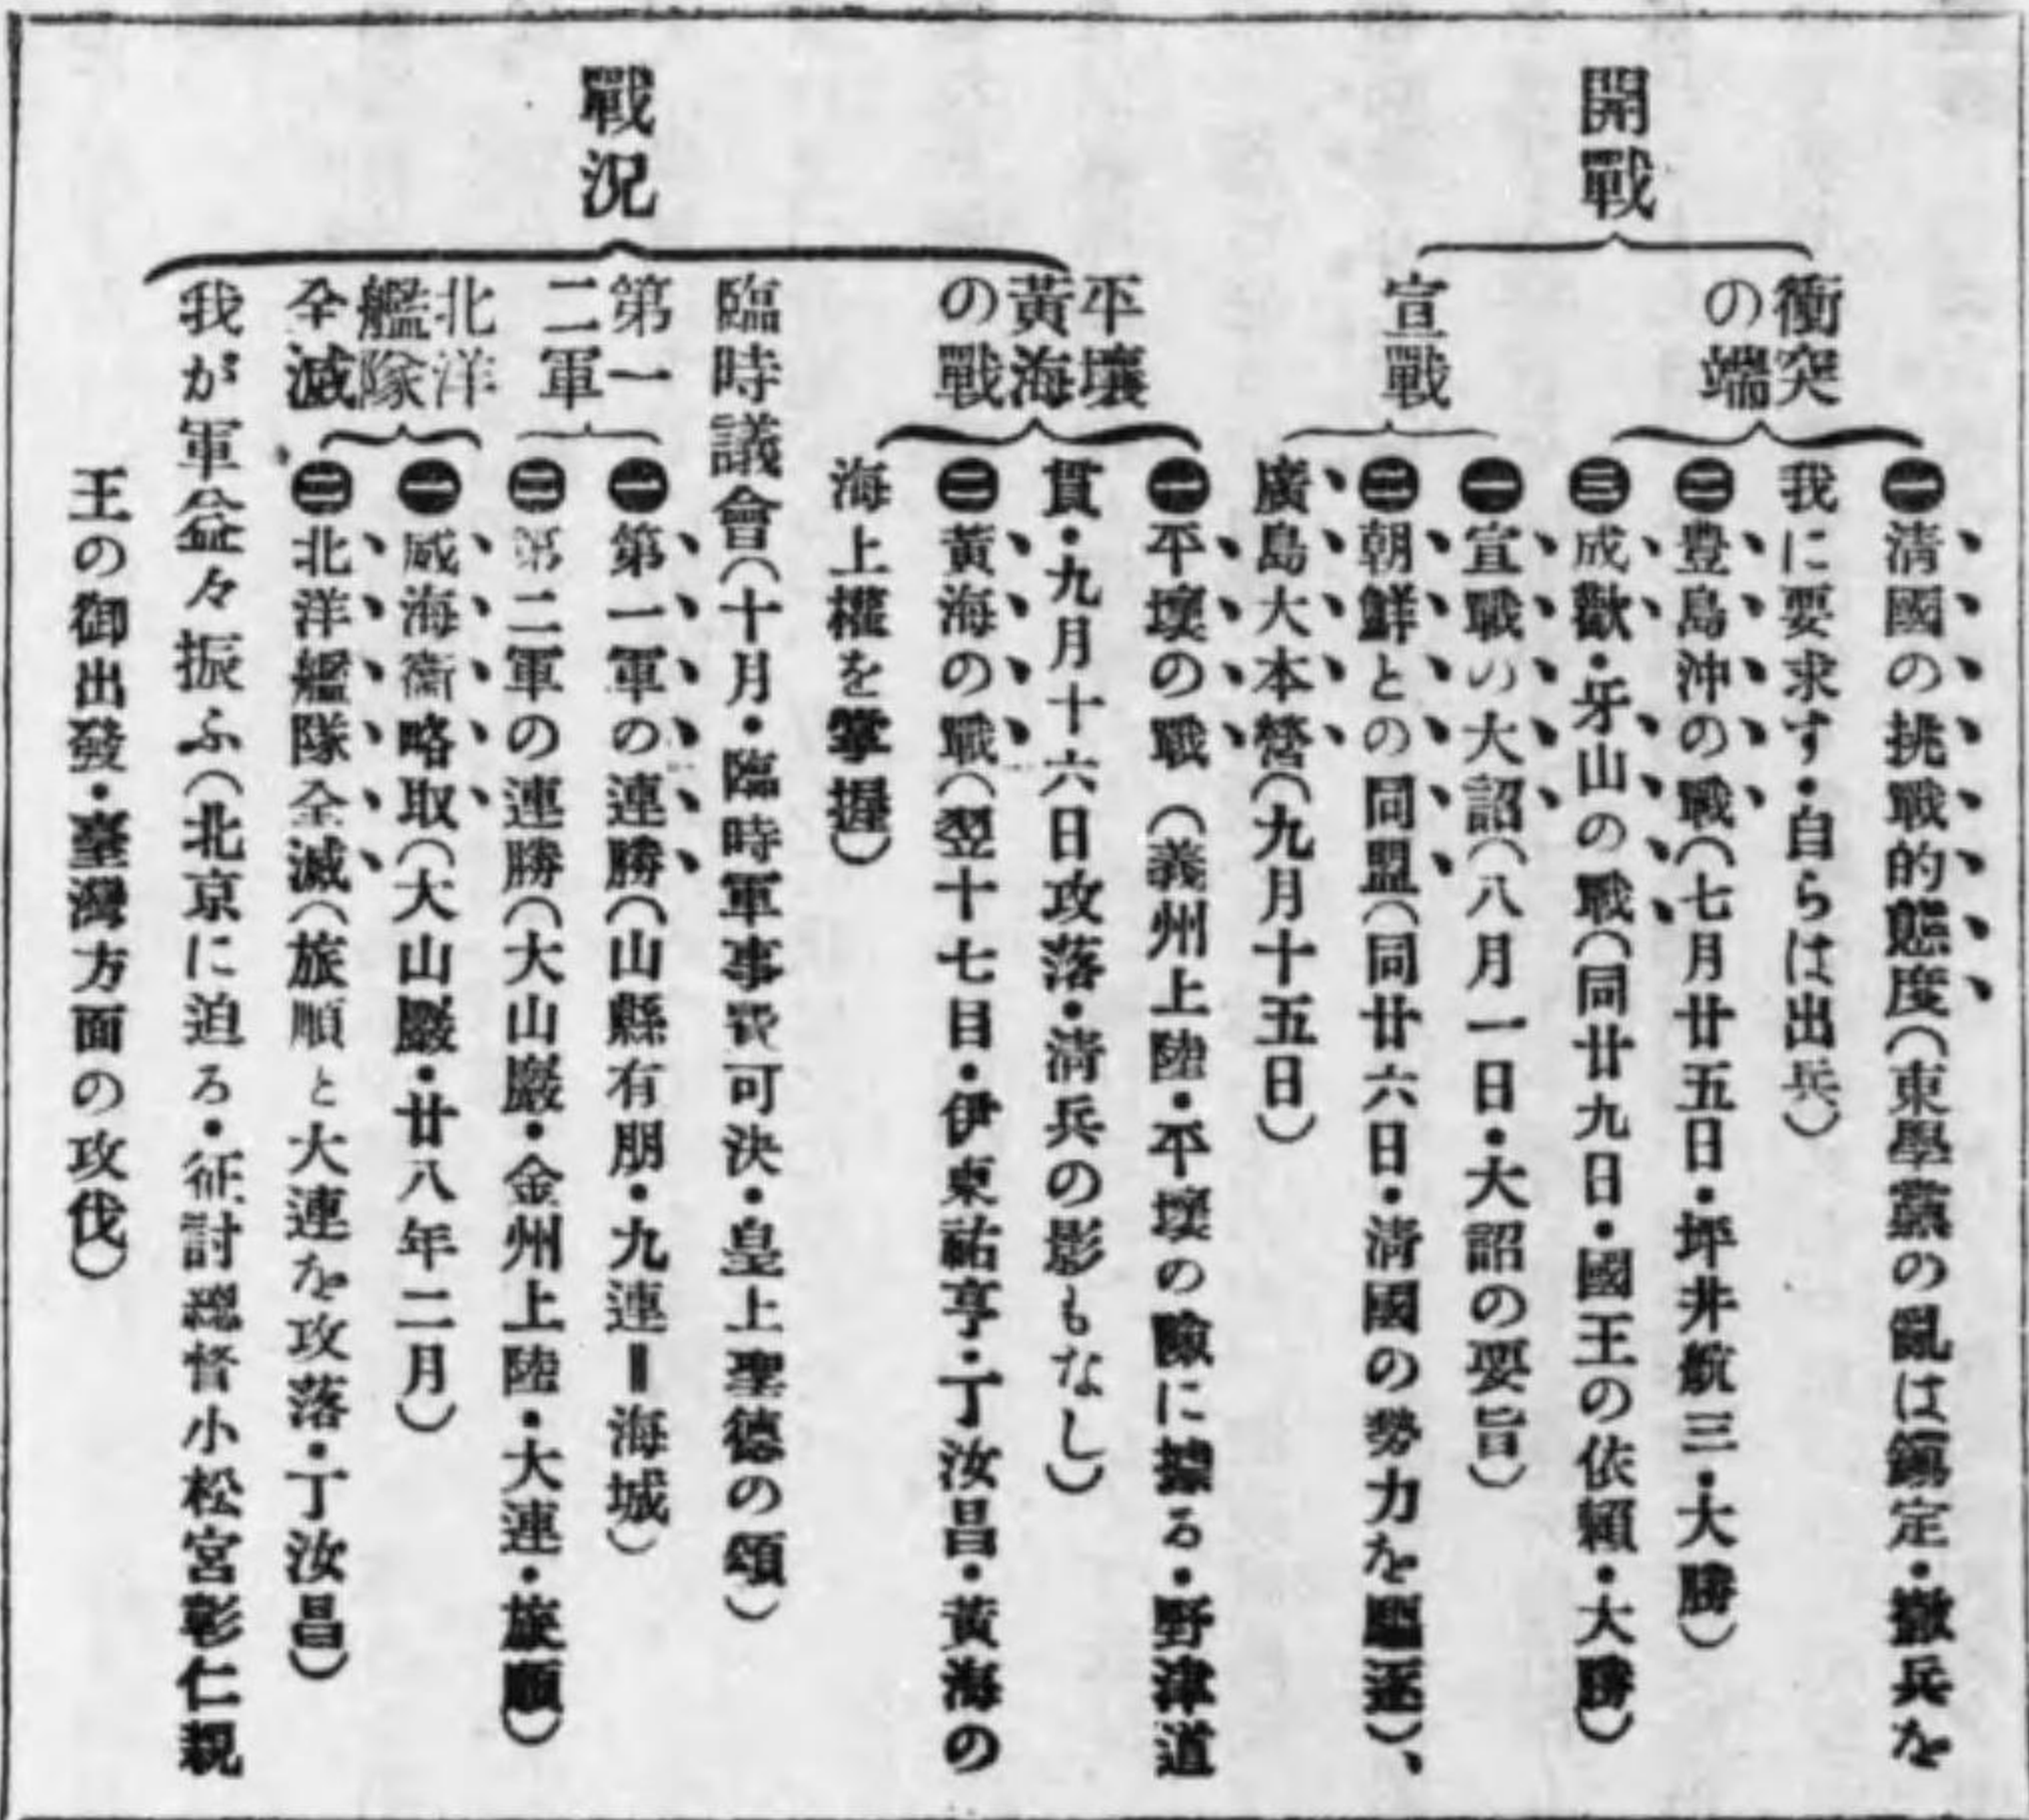 開戰
衝突
の端
㊀清國の挑戰的態度(東學黨の亂は鎭定・撤兵を
我に要求す・自らは出兵)
㊁豊島沖の戰(七月廿五日・坪井航三・大勝)
㊂成歡・牙山の戰(同廿九日・國王の依頼・大勝)
宣戰
㊀宣戰の大詔(八月一日・大詔の要旨)
㊁朝鮮との同盟(同廿六日・清國の勢力を驅逐)、
廣島大本營(九月十五日)
戰況
平壤
黃海
の戰
㊀平壤の戰(義州上陸・平壤の險に據る・野津道
貫・九月十六日攻落・清兵の影もなし)
㊁黃海の戰(翌十七目・伊東祐亨・丁汝昌・黃海の
海上權を掌握)
臨時議會(十月・臨時軍事費可決・皇上聖德の頌)
第一
二軍
㊀第一軍の連勝(山縣有朋・九連‖海城)
㊁第二軍の連勝(大山巖・金州上陸・大連・旅順)
北洋
艦隊
全滅
㊀威海衞略取(大山巖・廿八年二月)
㊁北洋艦隊全滅(旅順と大連を攻落・丁汝昌)
我が軍益々振ふ(北京に迫る・征討總督小松宮彰仁親
王の御出發・臺灣方面の攻伐)